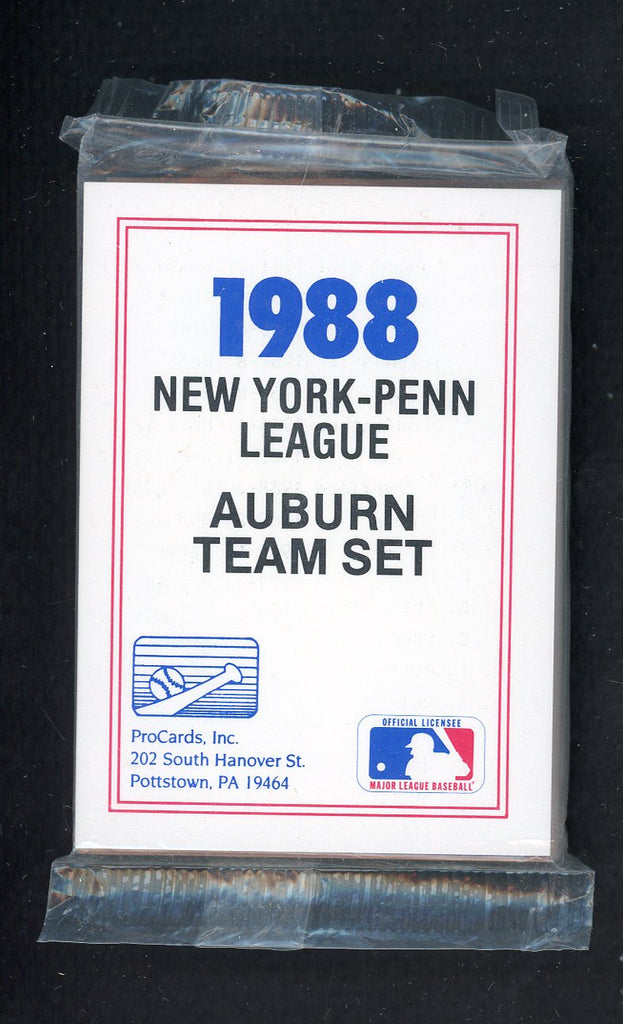 1988
NEW YORK-PENN
LEAGUE
AUBURN
TEAM SET
ProCards, Inc.
202 South Hanover St.
Pottstown, PA 19464
OFFICIAL LICENSEE
MAJOR LEAGUE BASEBALL®